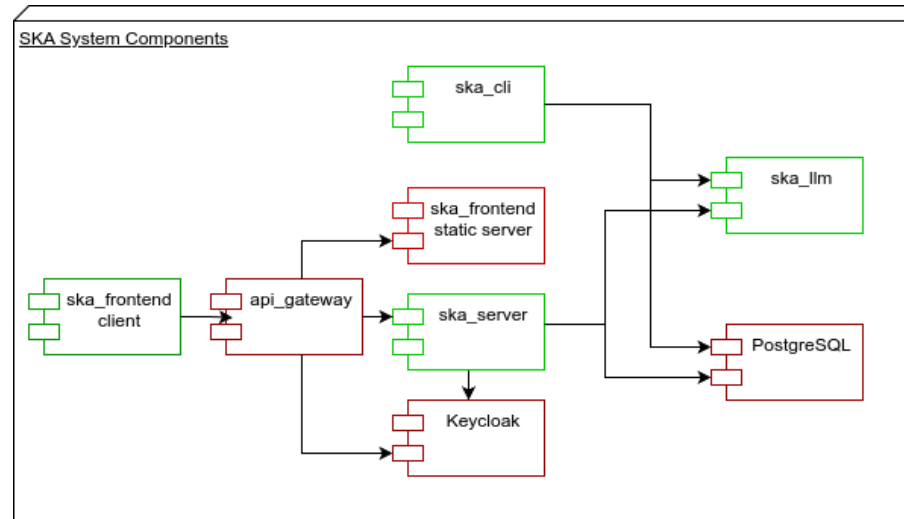 SKA System Components
ska_cli
ska_llm
ska_frontend
static server
ska_frontend
client
api_gateway
ska_server
PostgreSQL
Keycloak